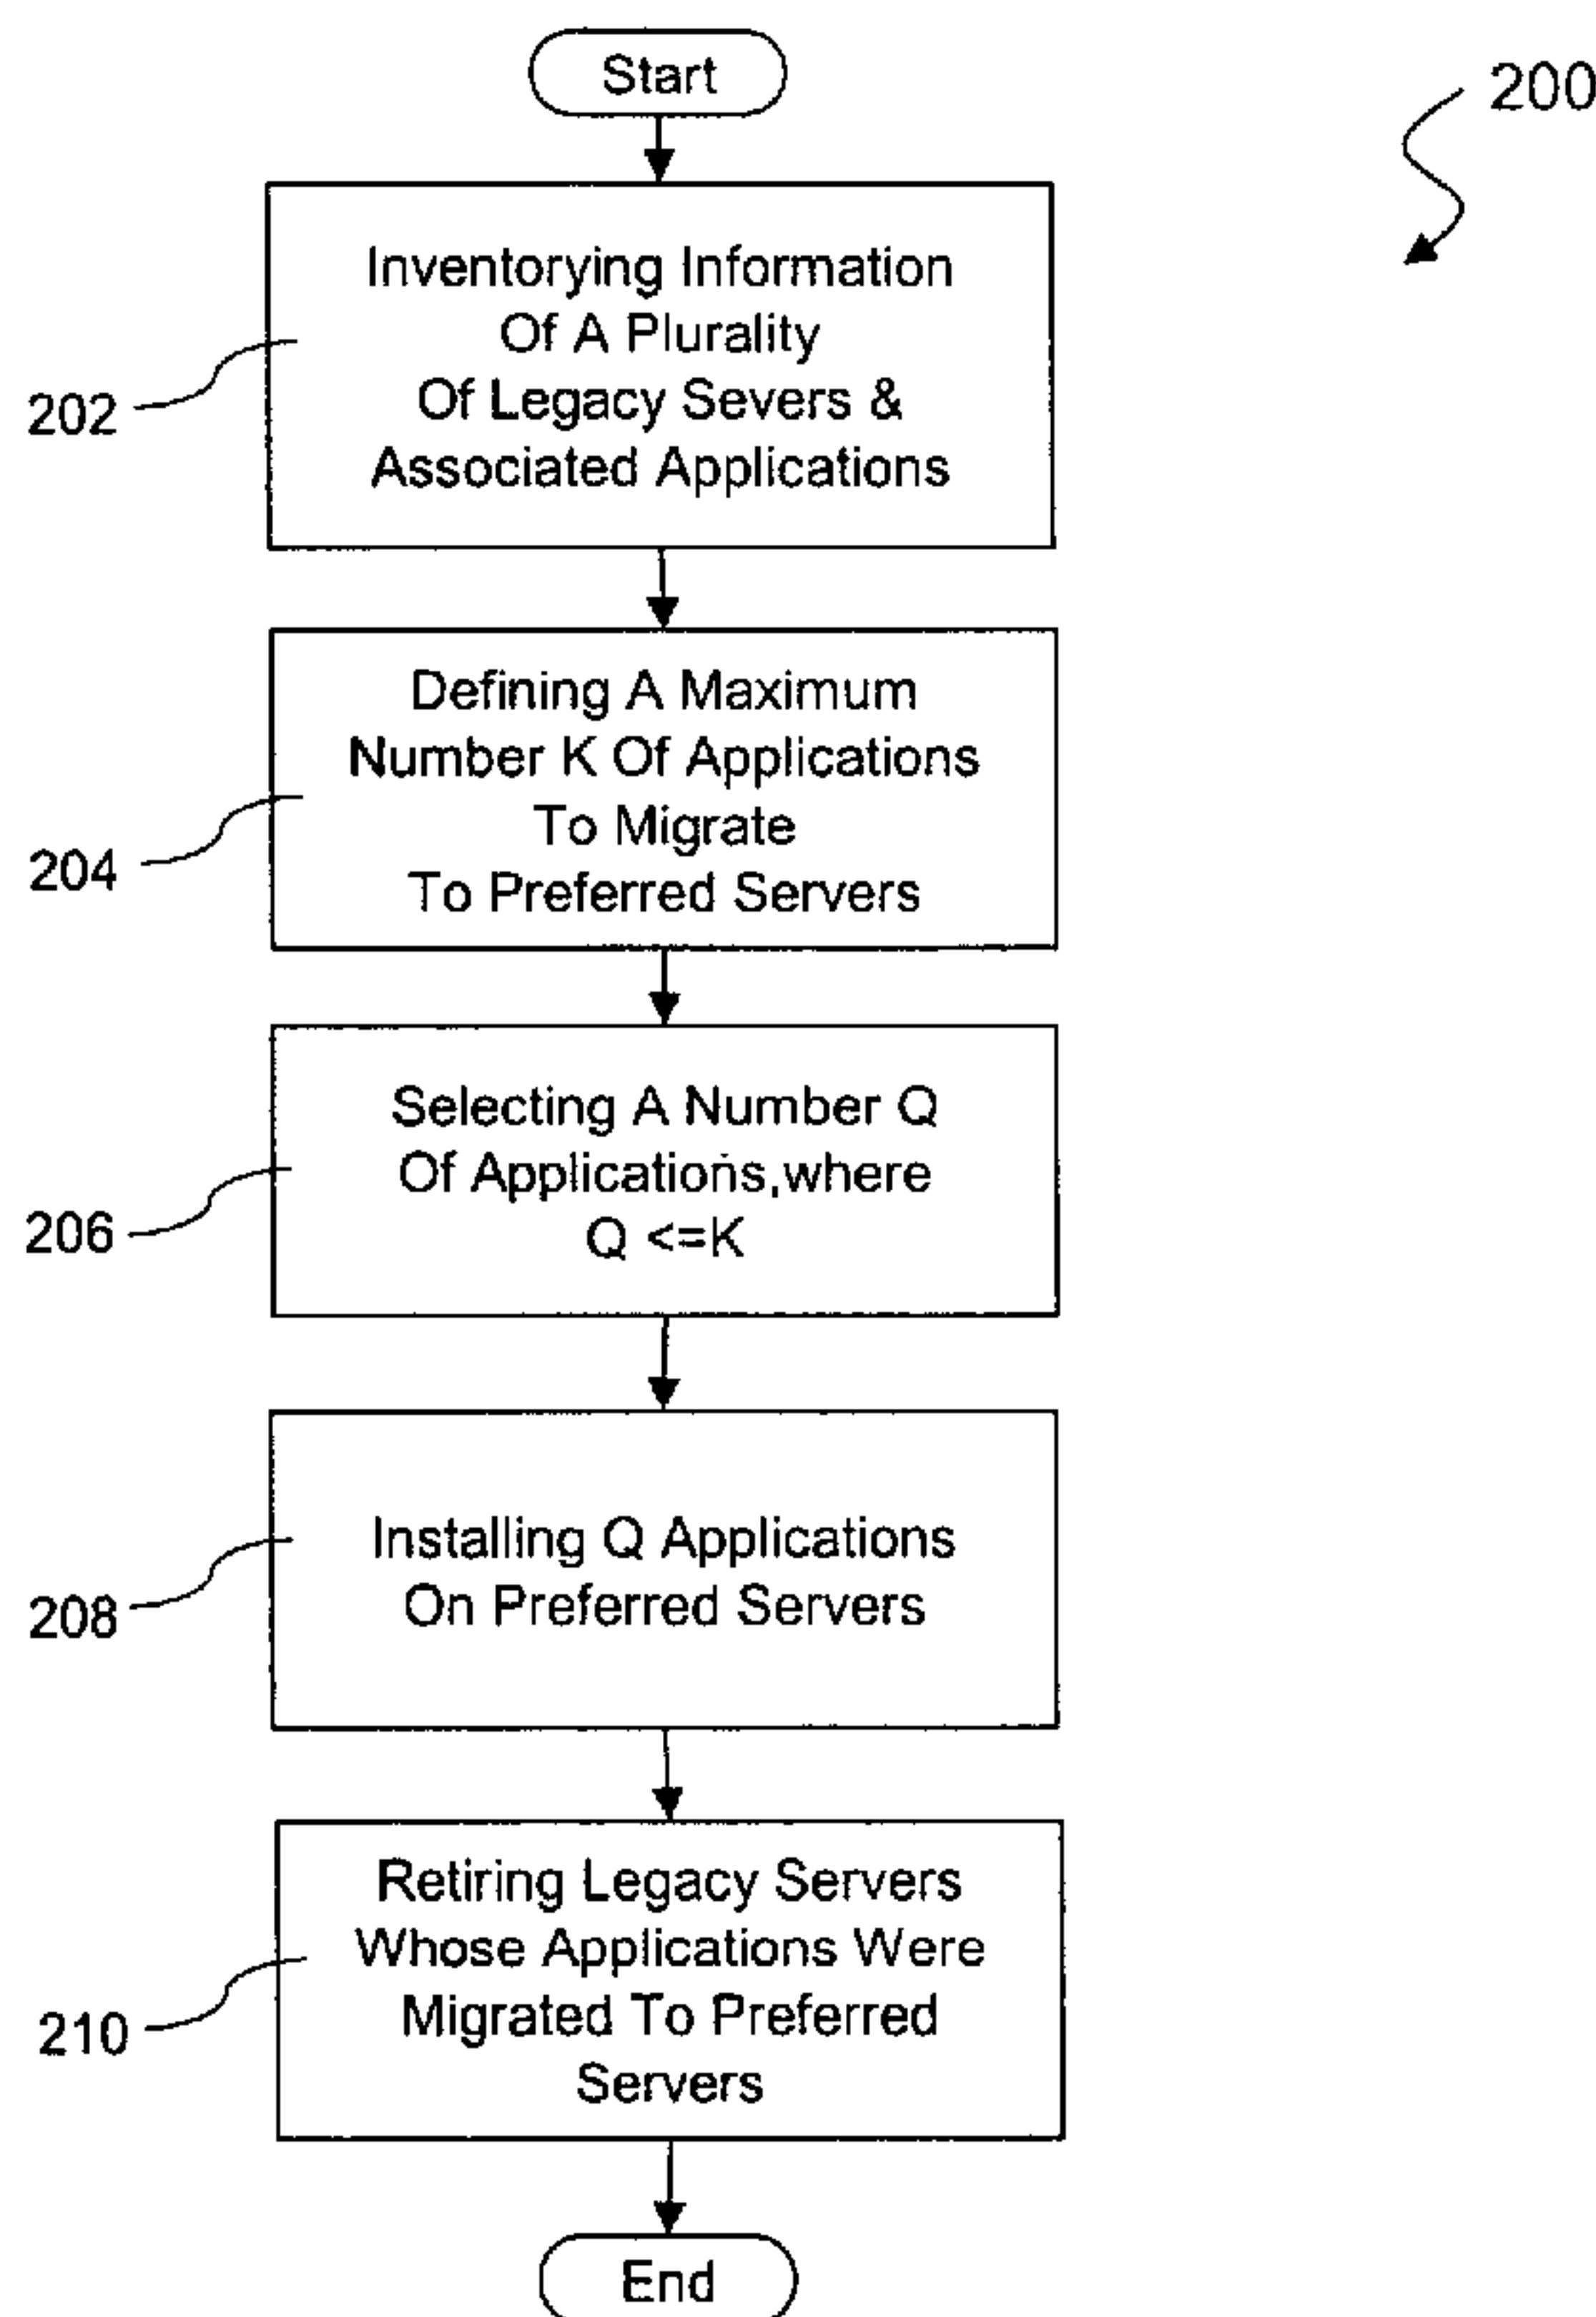 Start
200
Inventorying Information
Of A Plurality
Of Legacy Severs &
Associated Applications
202
Defining A Maximum
Number K Of Applications
To Migrate
To Preferred Servers
204
Selecting A Number Q
Of Applications,where
Q <=K
206
Installing Q Applications
On Preferred Servers
208
Retiring Legacy Servers
Whose Applications Were
Migrated To Preferred
Servers
210
End